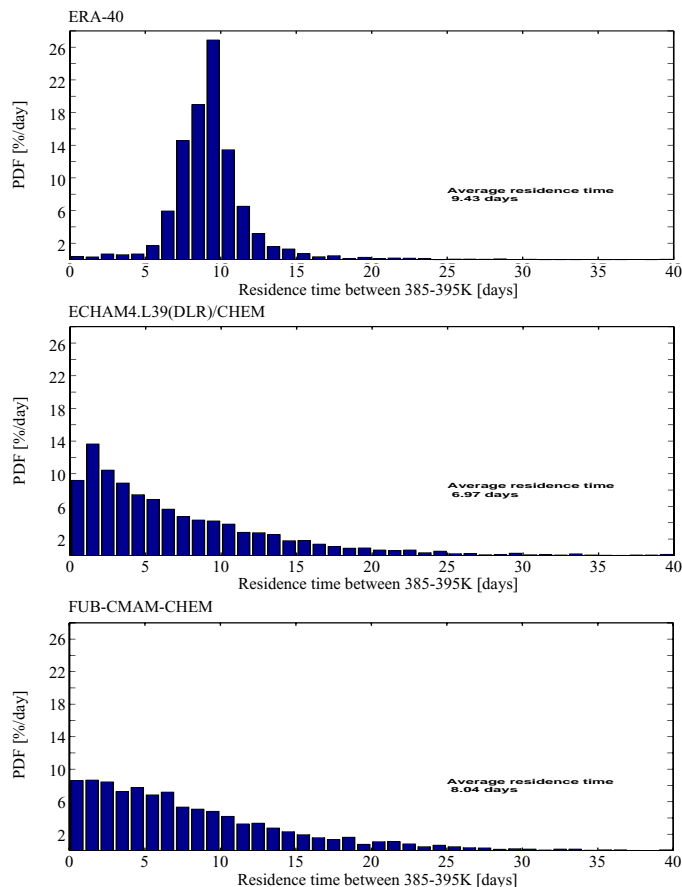 ERA-40
PDF [%/day]
26
22
18
14
10
6
2
Average residence time
9.43 days
0 5 10 15 20 25 30 35 40
Residence time between 385-395K [days]
ECHAM4.L39(DLR)/CHEM
PDF [%/day]
26
22
18
14
10
6
2
Average residence time
6.97 days
0 5 10 15 20 25 30 35 40
Residence time between 385-395K [days]
FUB-CMAM-CHEM
PDF [%/day]
26
22
18
14
10
6
2
Average residence time
8.04 days
0 5 10 15 20 25 30 35 40
Residence time between 385-395K [days]